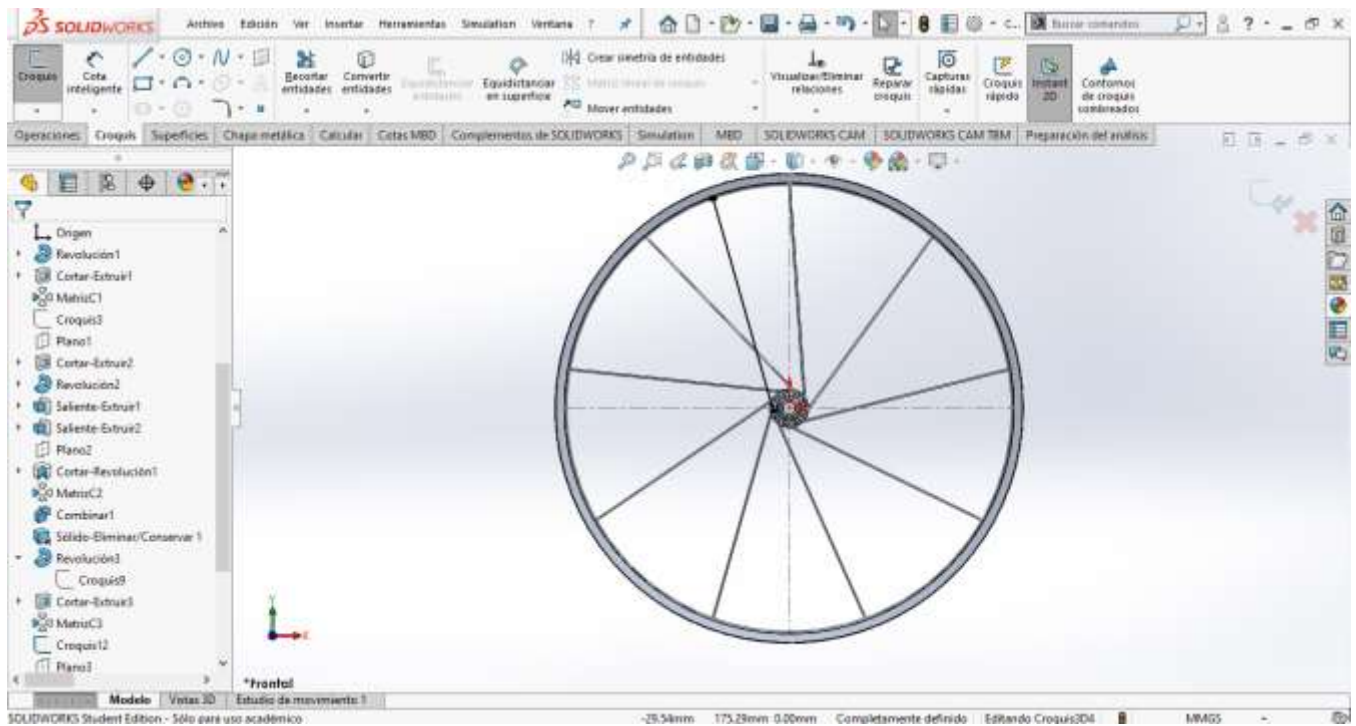 SOLIDWORKS Archivo Edición Ver Insertar Herramientas Simulation Ventana ? C... Buscar comandos ?
Croquis
Cota inteligente
Recortar entidades
Convertir entidades
Equidistanciar en superficie
Crear simetría de entidades
Mover entidades
Visualizar/Eliminar relaciones
Reparar croquis
Capturas rápidas
Croquis rápido
Instant 2D
Contornos de croquis sombreados
Operaciones Croquis Superficies Chapa metálica Calcular Cotas MBD Complementos de SOLIDWORKS Simulation MBD SOLIDWORKS CAM SOLIDWORKS CAM TBM Preparación del análisis
Origen
Revolución1
Cortar-Extruir1
MatrizC1
Croquis3
Plano1
Cortar-Extruir2
Revolución2
Saliente-Extruir1
Saliente-Extruir2
Plano2
Cortar-Revolución1
MatrizC2
Combinar1
Sólido-Eliminar/Conservar 1
Revolución3
Croquis9
Cortar-Extruir3
MatrizC3
Croquis12
Plano3
Y
X
*Frontal
Modelo Vistas 3D Estudio de movimiento 1
SOLIDWORKS Student Edition - Sólo para uso académico -29.54mm 175.29mm 0.00mm Completamente definido Editando Croquis3D4 MMGS